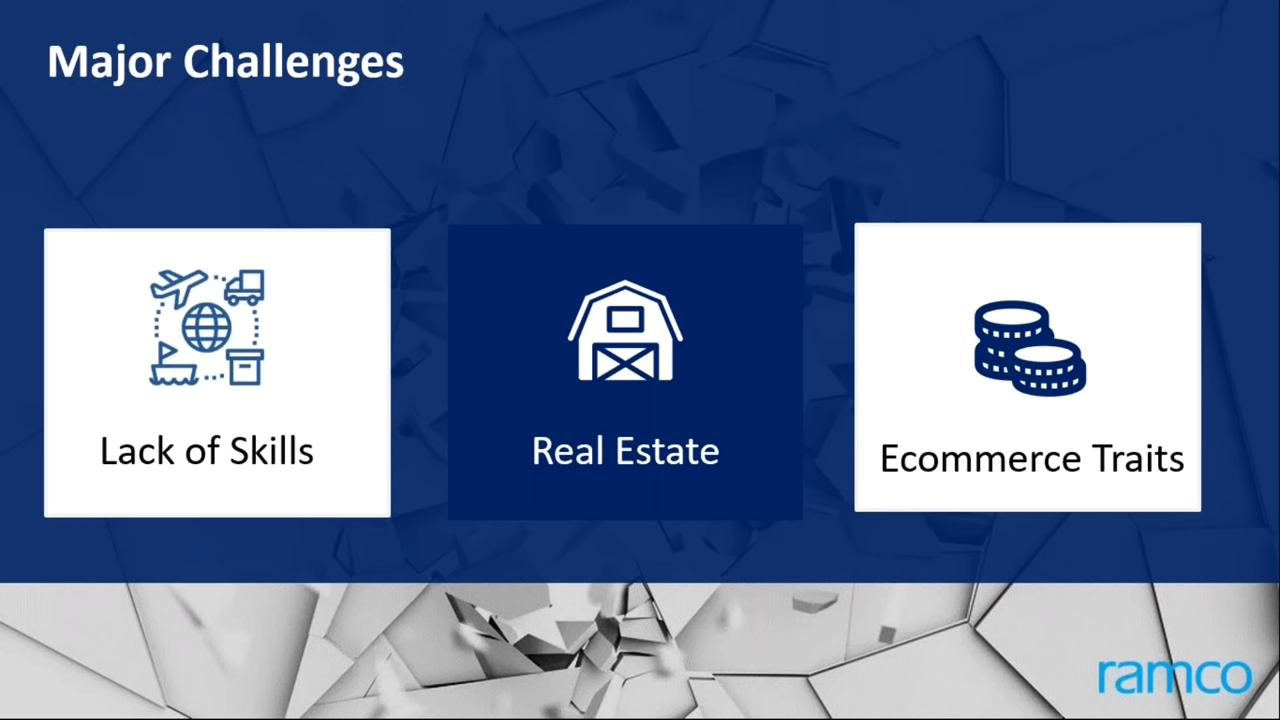 Major Challenges
Lack of Skills
Real Estate
Ecommerce Traits
ramco